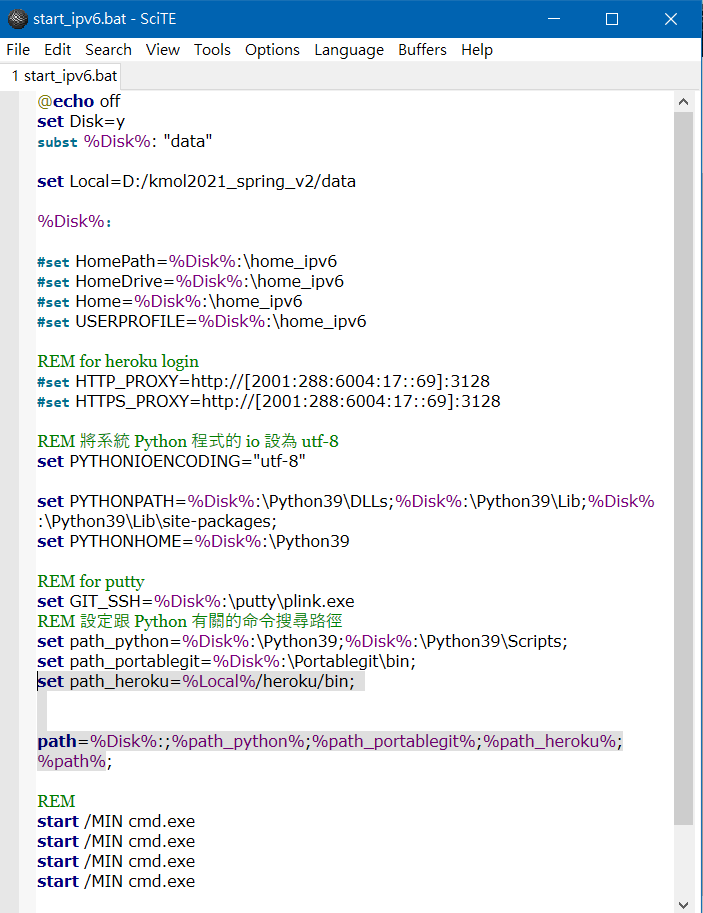 start_ipv6.bat - SciTE
File Edit Search View Tools Options Language Buffers Help
1 start_ipv6.bat
@echo off
set Disk=y
subst %Disk%: "data"
set Local=D:/kmol2021_spring_v2/data
%Disk%:
#set HomePath=%Disk%:\home_ipv6
#set HomeDrive=%Disk%:\home_ipv6
#set Home=%Disk%:\home_ipv6
#set USERPROFILE=%Disk%:\home_ipv6
REM for heroku login
#set HTTP_PROXY=http://[2001:288:6004:17::69]:3128
#set HTTPS_PROXY=http://[2001:288:6004:17::69]:3128
REM 將系統 Python 程式的 io 設為 utf-8
set PYTHONIOENCODING="utf-8"
set PYTHONPATH=%Disk%:\Python39\DLLs;%Disk%:\Python39\Lib;%Disk%
:\Python39\Lib\site-packages;
set PYTHONHOME=%Disk%:\Python39
REM for putty
set GIT_SSH=%Disk%:\putty\plink.exe
REM 設定跟 Python 有關的命令搜尋路徑
set path_python=%Disk%:\Python39;%Disk%:\Python39\Scripts;
set path_portablegit=%Disk%:\Portablegit\bin;
set path_heroku=%Local%/heroku/bin;
path=%Disk%:;%path_python%;%path_portablegit%;%path_heroku%;
%path%;
REM
start /MIN cmd.exe
start /MIN cmd.exe
start /MIN cmd.exe
start /MIN cmd.exe